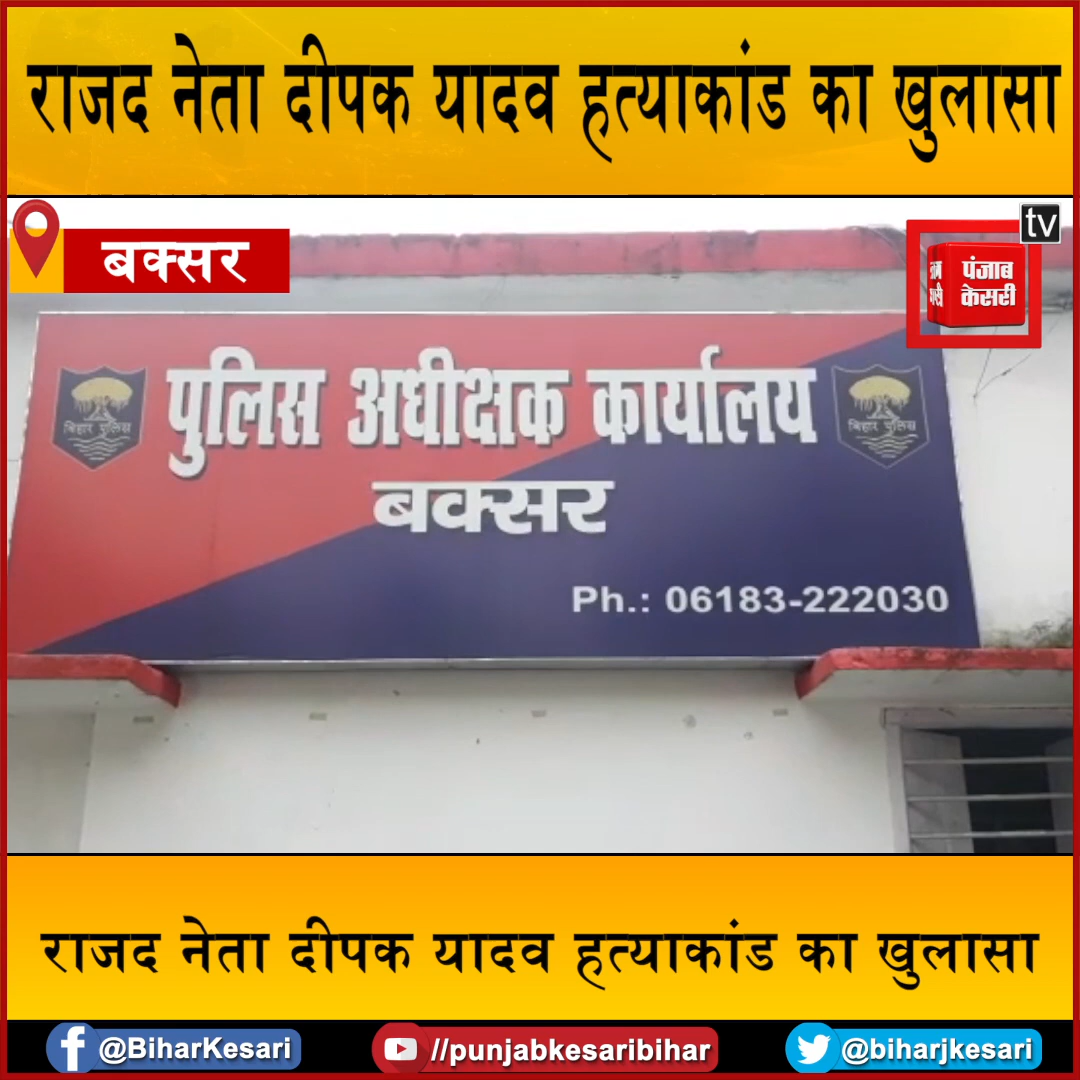 राजद नेता दीपक यादव हत्याकांड का खुलासा
बक्सर
tv
पंजाब
केसरी
पुलिस अधीक्षक कार्यालय
बिहार पुलिस
बिहार पुलिस
बक्सर
Ph.: 06183-222030
राजद नेता दीपक यादव हत्याकांड का खुलासा
@BiharKesari
//punjabkesaribihar
@biharjkesari